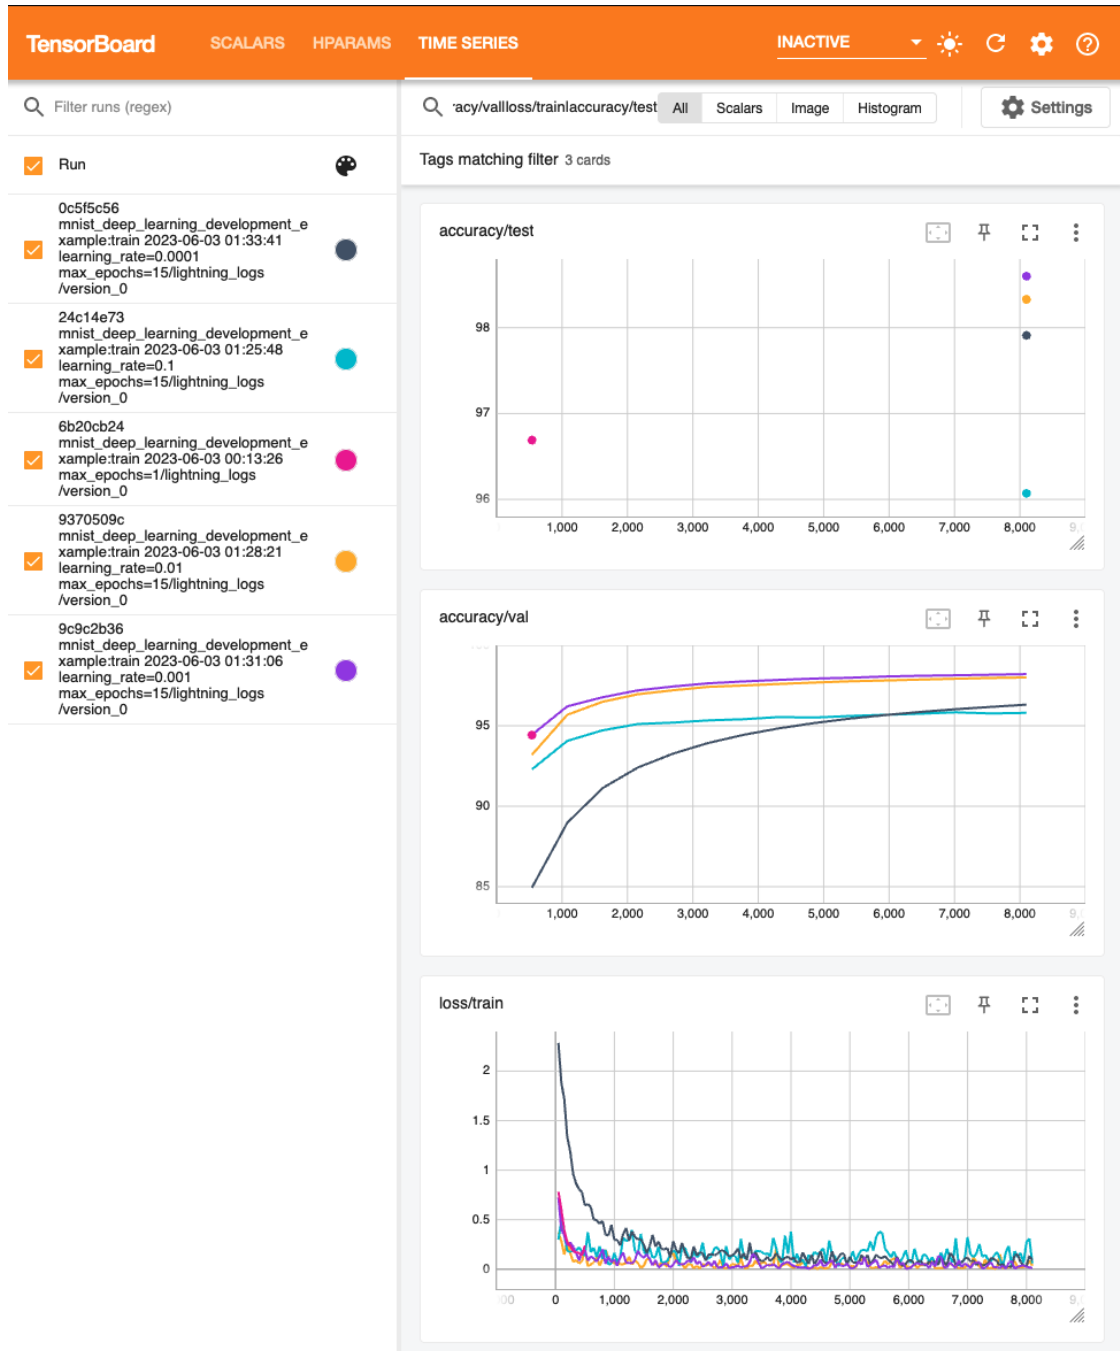 TensorBoard SCALARS HPARAMS TIME SERIES INACTIVE
Filter runs (regex)
Run
0c5f5c56
mnist_deep_learning_development_e
xample:train 2023-06-03 01:33:41
learning_rate=0.0001
max_epochs=15/lightning_logs
/version_0
24c14e73
mnist_deep_learning_development_e
xample:train 2023-06-03 01:25:48
learning_rate=0.1
max_epochs=15/lightning_logs
/version_0
6b20cb24
mnist_deep_learning_development_e
xample:train 2023-06-03 00:13:26
max_epochs=1/lightning_logs
/version_0
9370509c
mnist_deep_learning_development_e
xample:train 2023-06-03 01:28:21
learning_rate=0.01
max_epochs=15/lightning_logs
/version_0
9c9c2b36
mnist_deep_learning_development_e
xample:train 2023-06-03 01:31:06
learning_rate=0.001
max_epochs=15/lightning_logs
/version_0
racy/val|loss/train|accuracy/test All Scalars Image Histogram Settings
Tags matching filter 3 cards
accuracy/test
98
97
96
1,000 2,000 3,000 4,000 5,000 6,000 7,000 8,000
accuracy/val
95
90
85
1,000 2,000 3,000 4,000 5,000 6,000 7,000 8,000
loss/train
2
1.5
1
0.5
0
0 1,000 2,000 3,000 4,000 5,000 6,000 7,000 8,000